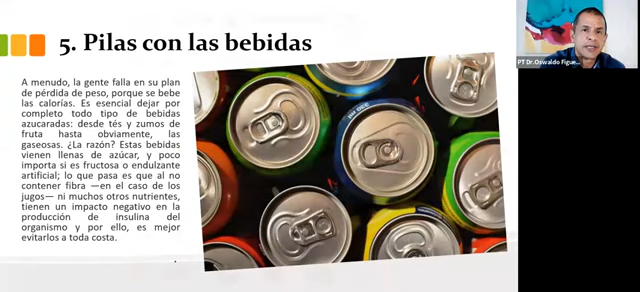 5. Pilas con las bebidas
A menudo, la gente falla en su plan
de pérdida de peso, porque se bebe
las calorías. Es esencial dejar por
completo todo tipo de bebidas
azucaradas: desde tés y zumos de
fruta hasta obviamente, las
gaseosas. ¿La razón? Estas bebidas
vienen llenas de azúcar, y poco
importa si es fructosa o endulzante
artificial; lo que pasa es que al no
contener fibra —en el caso de los
jugos— ni muchos otros nutrientes,
tienen un impacto negativo en la
producción de insulina del
organismo y por ello, es mejor
evitarlos a toda costa.
PT Dr.Oswaldo Figue...